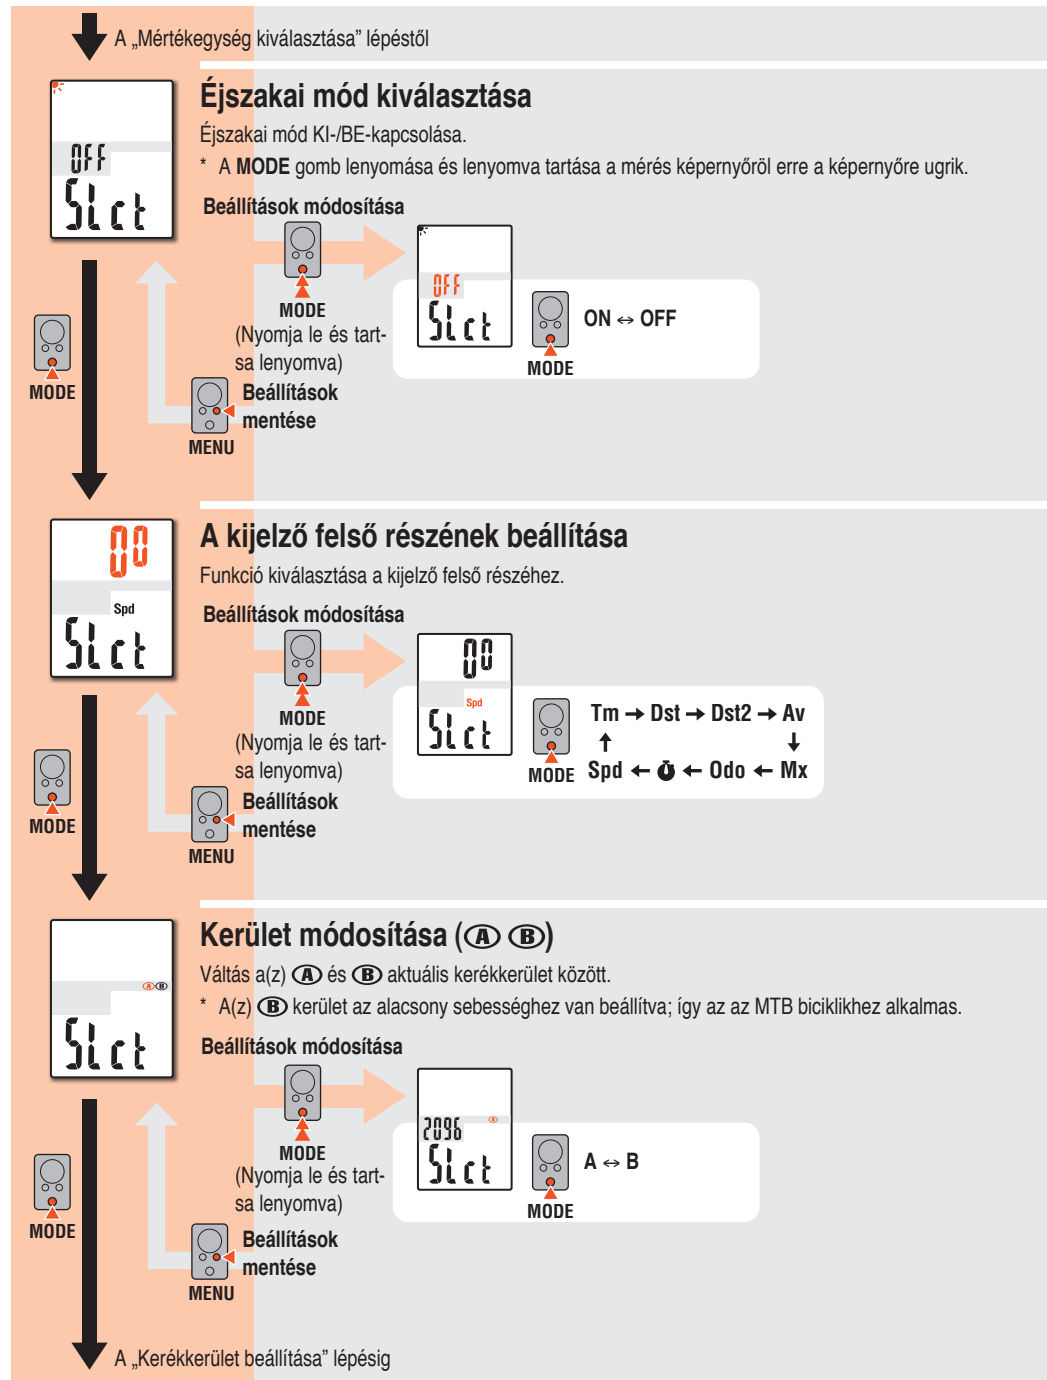 A „Mértékegység kiválasztása” lépéstől
Éjszakai mód kiválasztása
Éjszakai mód KI-/BE-kapcsolása.
* A MODE gomb lenyomása és lenyomva tartása a mérés képernyőröl erre a képernyőre ugrik.
OFF
Slct
Beállítások módosítása
MODE
(Nyomja le és tart-
sa lenyomva)
OFF
Slct
MODE
ON ↔ OFF
MODE
Beállítások
mentése
MENU
A kijelző felső részének beállítása
Funkció kiválasztása a kijelző felső részéhez.
00
Spd
Slct
Beállítások módosítása
MODE
(Nyomja le és tart-
sa lenyomva)
00
Spd
Slct
MODE
Tm → Dst → Dst2 → Av
↑ ↓
Spd ← ← Odo ← Mx
MODE
Beállítások
mentése
MENU
Kerület módosítása (Ⓐ Ⓑ)
Váltás a(z) Ⓐ és Ⓑ aktuális kerékkerület között.
* A(z) Ⓑ kerület az alacsony sebességhez van beállítva; így az az MTB biciklikhez alkalmas.
ⒶⒷ
Slct
Beállítások módosítása
MODE
(Nyomja le és tart-
sa lenyomva)
2096 Ⓐ
Slct
MODE
A ↔ B
MODE
Beállítások
mentése
MENU
A „Kerékkerület beállítása” lépésig